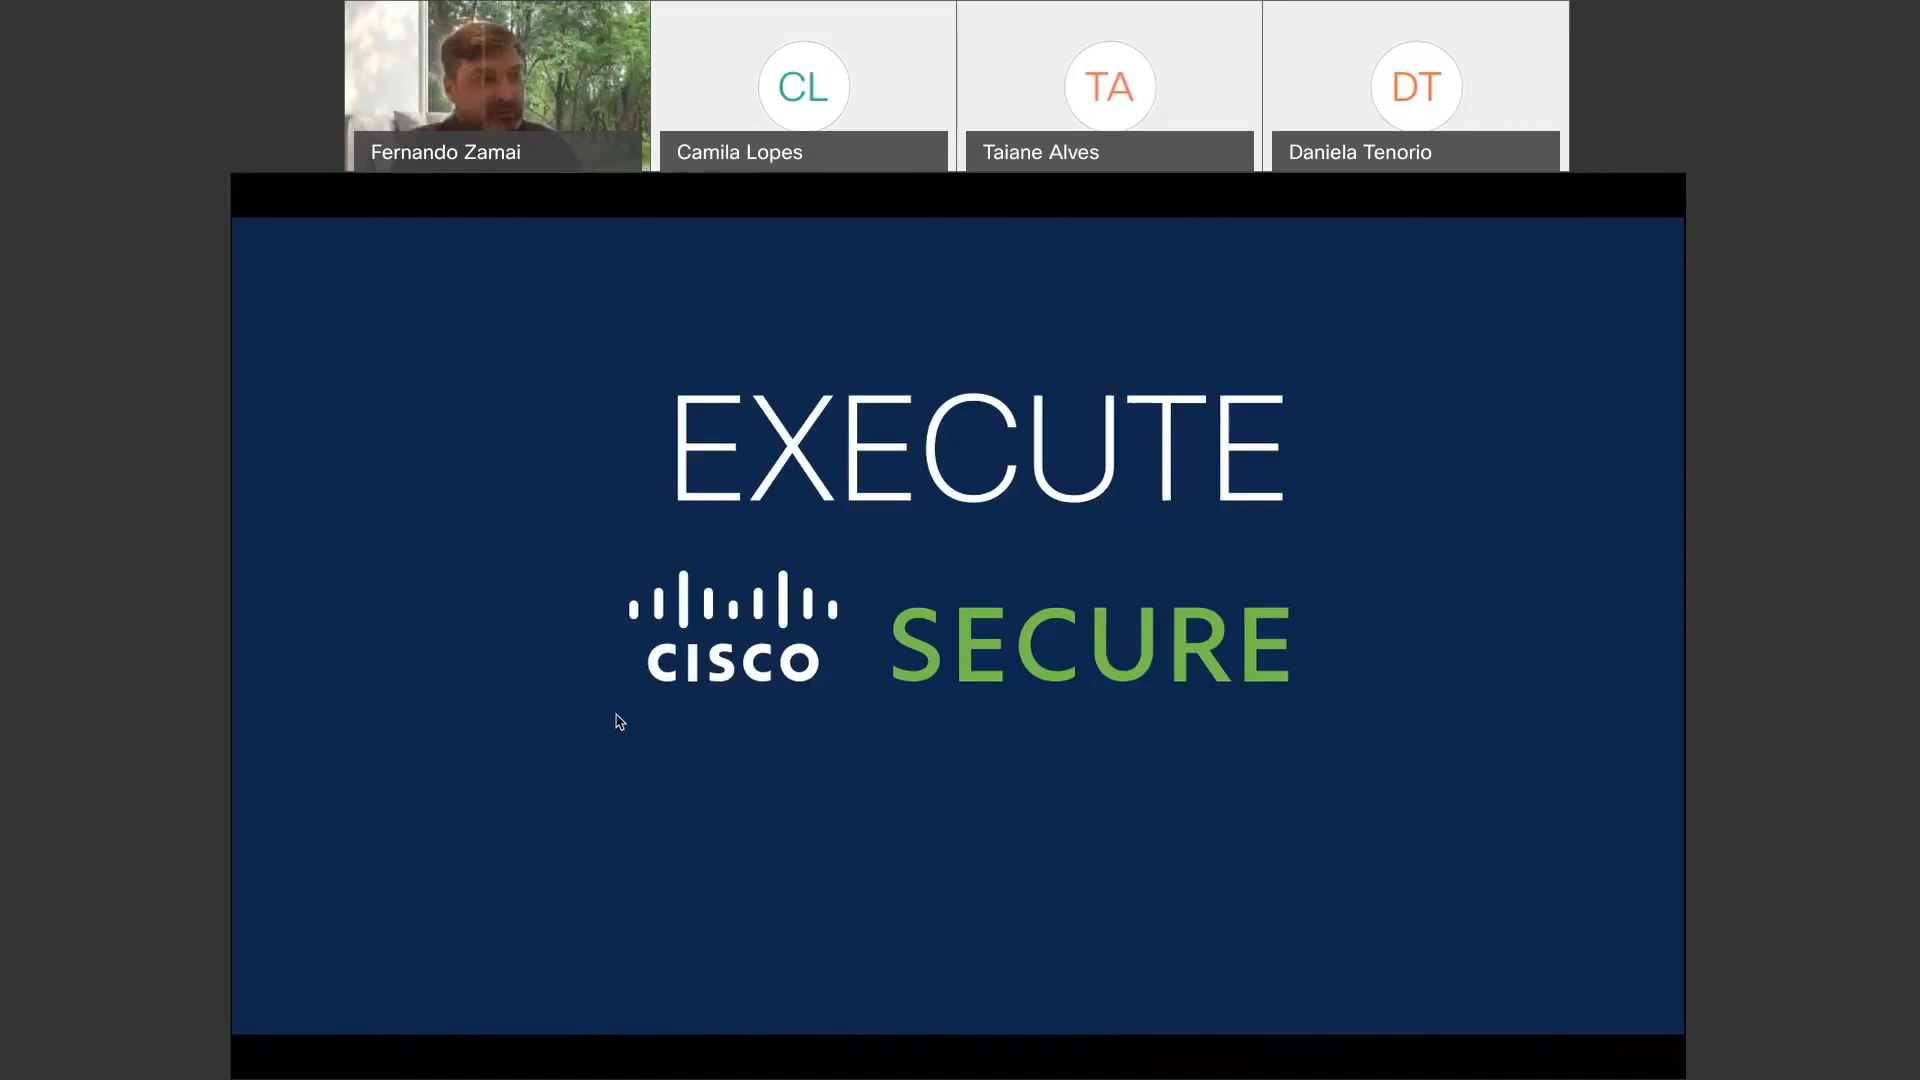 CL
TA
DT
Fernando Zamai
Camila Lopes
Taiane Alves
Daniela Tenorio
EXECUTE
CISCO SECURE